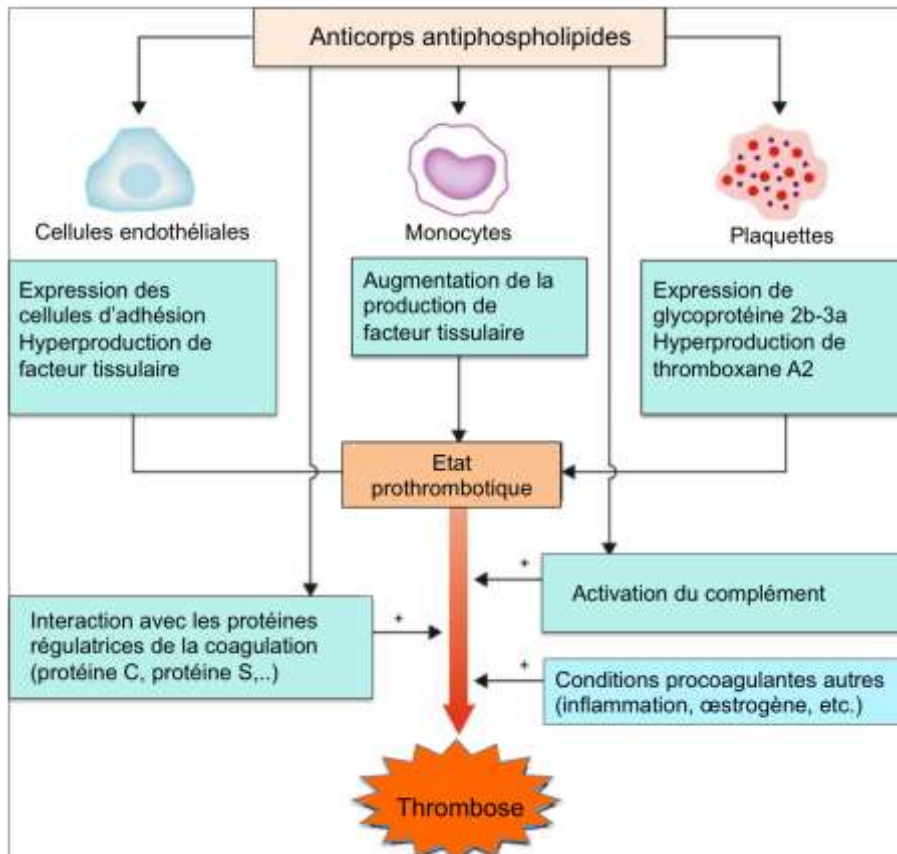 Anticorps antiphospholipides
Cellules endothéliales
Monocytes
Plaquettes
Expression des
cellules d'adhésion
Hyperproduction de
facteur tissulaire
Augmentation de la
production de
facteur tissulaire
Expression de
glycoprotéine 2b-3a
Hyperproduction de
thromboxane A2
Etat
prothrombotique
+
Activation du complément
Interaction avec les protéines
régulatrices de la coagulation
(protéine C, protéine S,..)
+
+
Conditions procoagulantes autres
(inflammation, œstrogène, etc.)
Thrombose